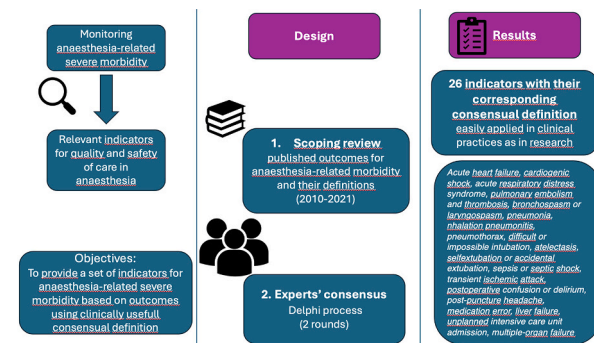 Monitoring
anaesthesia-related
severe morbidity
Relevant indicators
for quality and safety
of care in
anaesthesia
Objectives:
To provide a set of indicators for
anaesthesia-related severe
morbidity based on outcomes
using clinically usefull
consensual definition
Design
1. Scoping review
published outcomes for
anaesthesia-related morbidity
and their definitions
(2010-2021)
2. Experts' consensus
Delphi process
(2 rounds)
Results
26 indicators with their
corresponding
consensual definition
easily applied in clinical
practices as in research
Acute heart failure, cardiogenic
shock, acute respiratory distress
syndrome, pulmonary embolism
and thrombosis, bronchospasm or
laryngospasm, pneumonia,
nhalation pneumonitis,
pneumothorax, difficult or
impossible intubation, atelectasis,
selfextubation or accidental
extubation, sepsis or septic shock,
transient ischemic attack,
postoperative confusion or delirium,
post-puncture headache,
medication error, liver failure,
unplanned intensive care unit
admission, multiple-organ failure